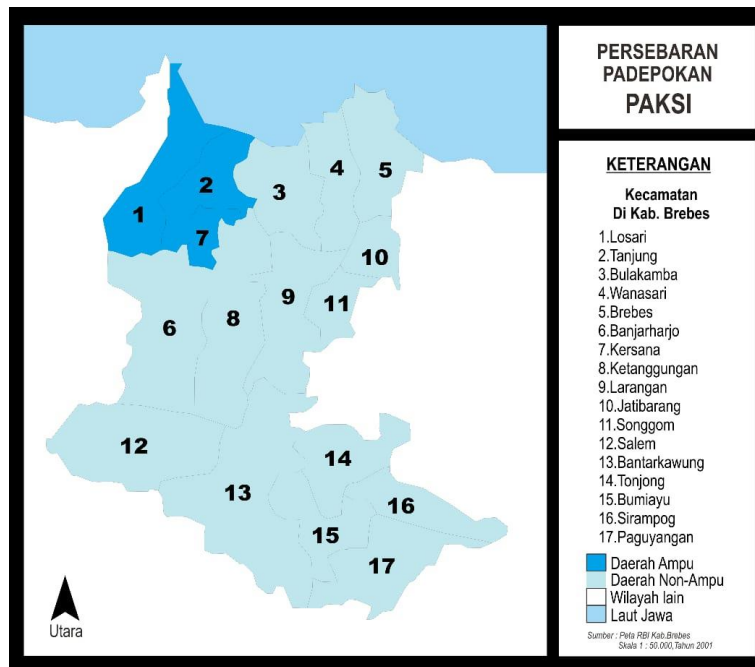 PERSEBARAN
PADEPOKAN
PAKSI
KETERANGAN
Kecamatan
Di Kab. Brebes
1.Losari
2.Tanjung
3.Bulakamba
4.Wanasari
5.Brebes
6.Banjarharjo
7.Kersana
8.Ketanggungan
9.Larangan
10.Jatibarang
11.Songgom
12.Salem
13.Bantarkawung
14.Tonjong
15.Bumiayu
16.Sirampog
17.Paguyangan
Daerah Ampu
Daerah Non-Ampu
Wilayah lain
Laut Jawa
Sumber : Peta RBI Kab.Brebes
Skala 1 : 50.000,Tahun 2001
1
2
3
4
5
6
7
8
9
10
11
12
13
14
15
16
17
Utara